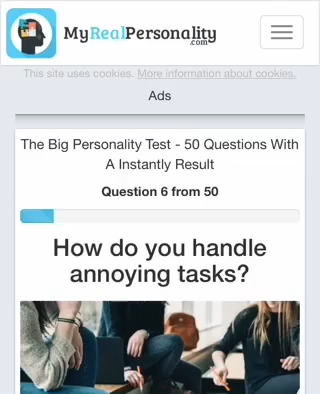 MyRealPersonality
.com
This site uses cookies. More information about cookies.
Ads
The Big Personality Test - 50 Questions With
A Instantly Result
Question 6 from 50
How do you handle
annoying tasks?